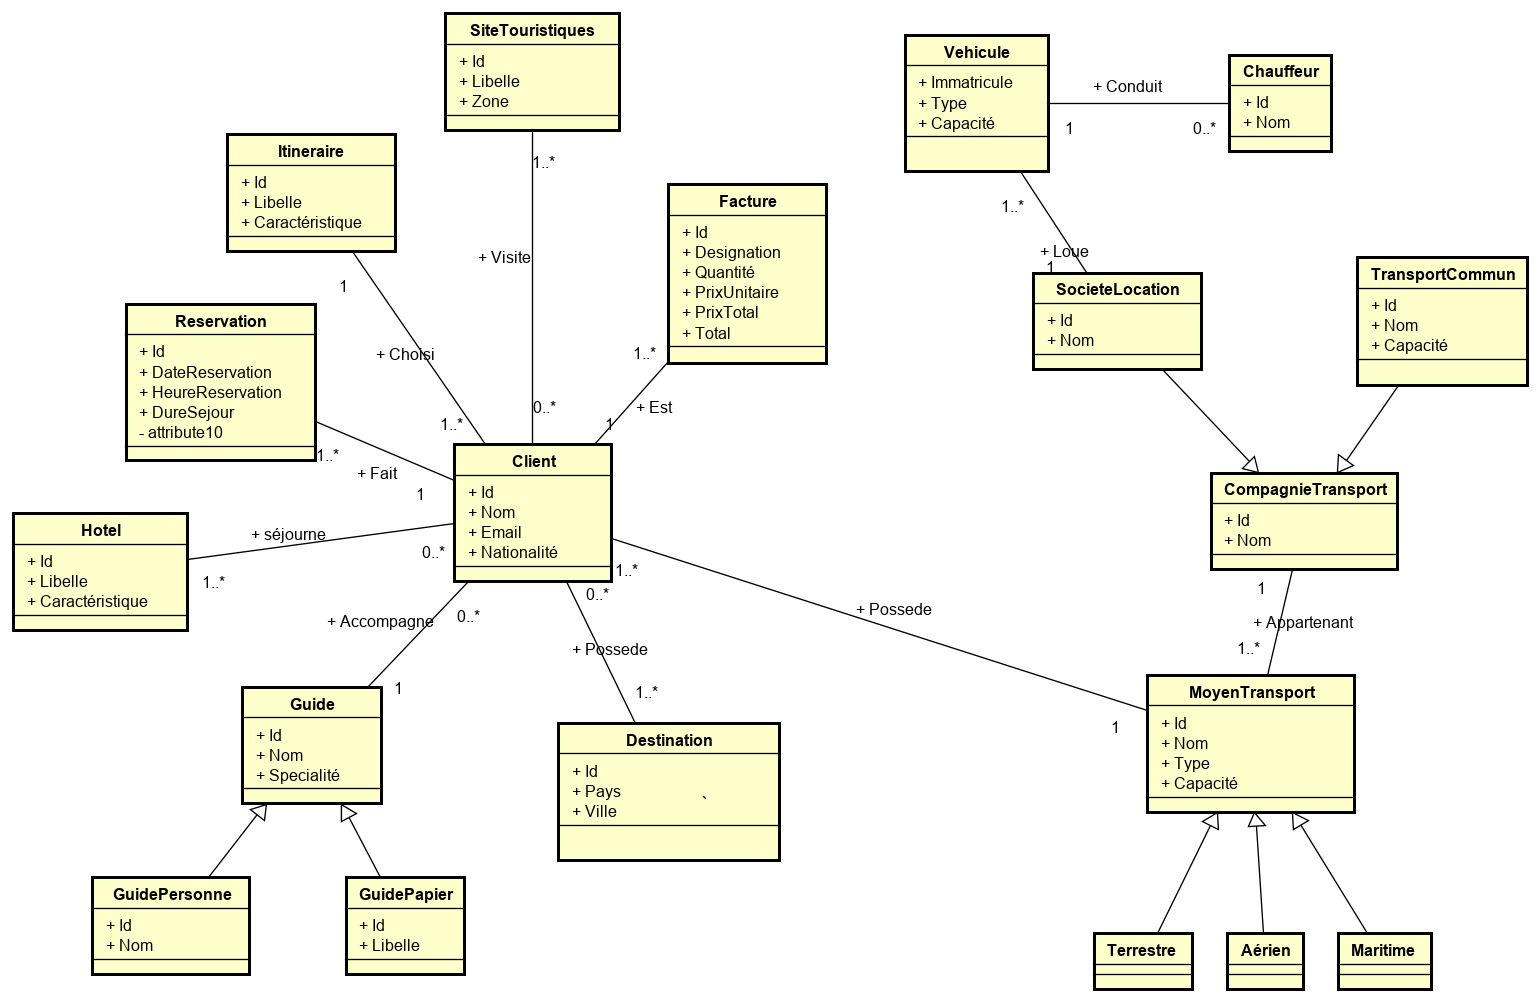 SiteTouristiques
+ Id
+ Libelle
+ Zone
Vehicule
+ Immatricule
+ Type
+ Capacité
+ Conduit
1
0..*
Chauffeur
+ Id
+ Nom
Itineraire
+ Id
+ Libelle
+ Caractéristique
1..*
+ Visite
0..*
Facture
+ Id
+ Designation
+ Quantité
+ PrixUnitaire
+ PrixTotal
+ Total
1..*
+ Loue
1
SocieteLocation
+ Id
+ Nom
TransportCommun
+ Id
+ Nom
+ Capacité
1
+ Choisi
1..*
1..*
+ Est
1
Reservation
+ Id
+ DateReservation
+ HeureReservation
+ DureSejour
- attribute10
1..*
+ Fait
1
Client
+ Id
+ Nom
+ Email
+ Nationalité
CompagnieTransport
+ Id
+ Nom
Hotel
+ Id
+ Libelle
+ Caractéristique
+ séjourne
0..*
1..*
1..*
+ Possede
1
1
+ Appartenant
1..*
+ Accompagne
0..*
1
0..*
+ Possede
1..*
Guide
+ Id
+ Nom
+ Specialité
Destination
+ Id
+ Pays
+ Ville
`
MoyenTransport
+ Id
+ Nom
+ Type
+ Capacité
GuidePersonne
+ Id
+ Nom
GuidePapier
+ Id
+ Libelle
Terrestre
Aérien
Maritime